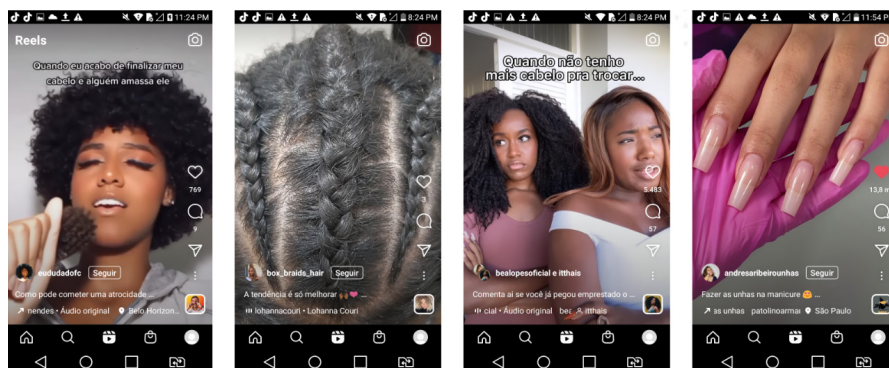 11:24 PM
Reels
Quando eu acabo de finalizar meu
cabelo e alguém amassa ele
769
9
eududadofc Seguir
Como pode cometer uma atrocidade ...
nendes • Áudio original Belo Horizon..
8:24 PM
3
box_braids_hair Seguir
A tendência é só melhorar ...
lohannacouri • Lohanna Couri
8:24 PM
Quando não tenho
mais cabelo pra trocar...
5.483
57
bealopesoficial e itthais
Comenta ai se você já pegou emprestado o ...
cial • Áudio original itthais
11:54 P
13,8 m
56
andresaribeirounhas Seguir
Fazer as unhas na manicure ...
as unhas patolinoarmai São Paulo